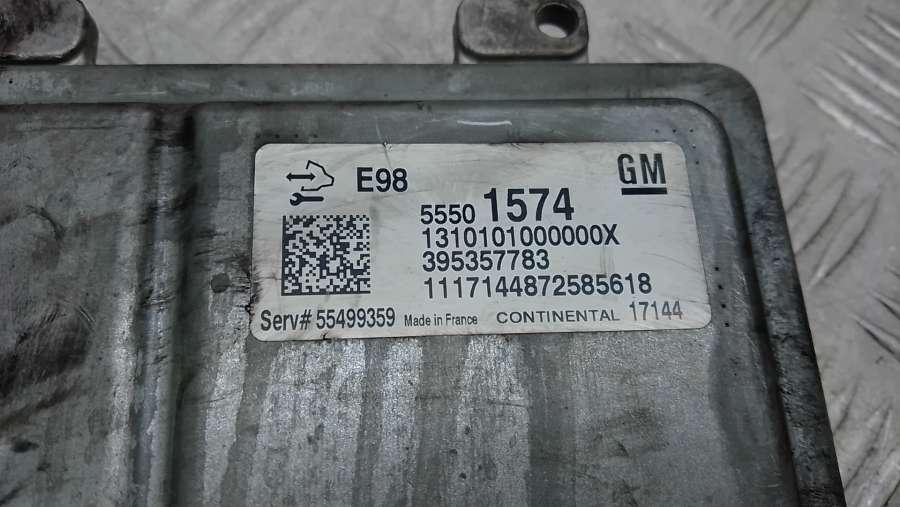 E98 GM
5550 1574
1310101000000X
395357783
1117144872585618
Serv# 55499359 Made in France CONTINENTAL 17144